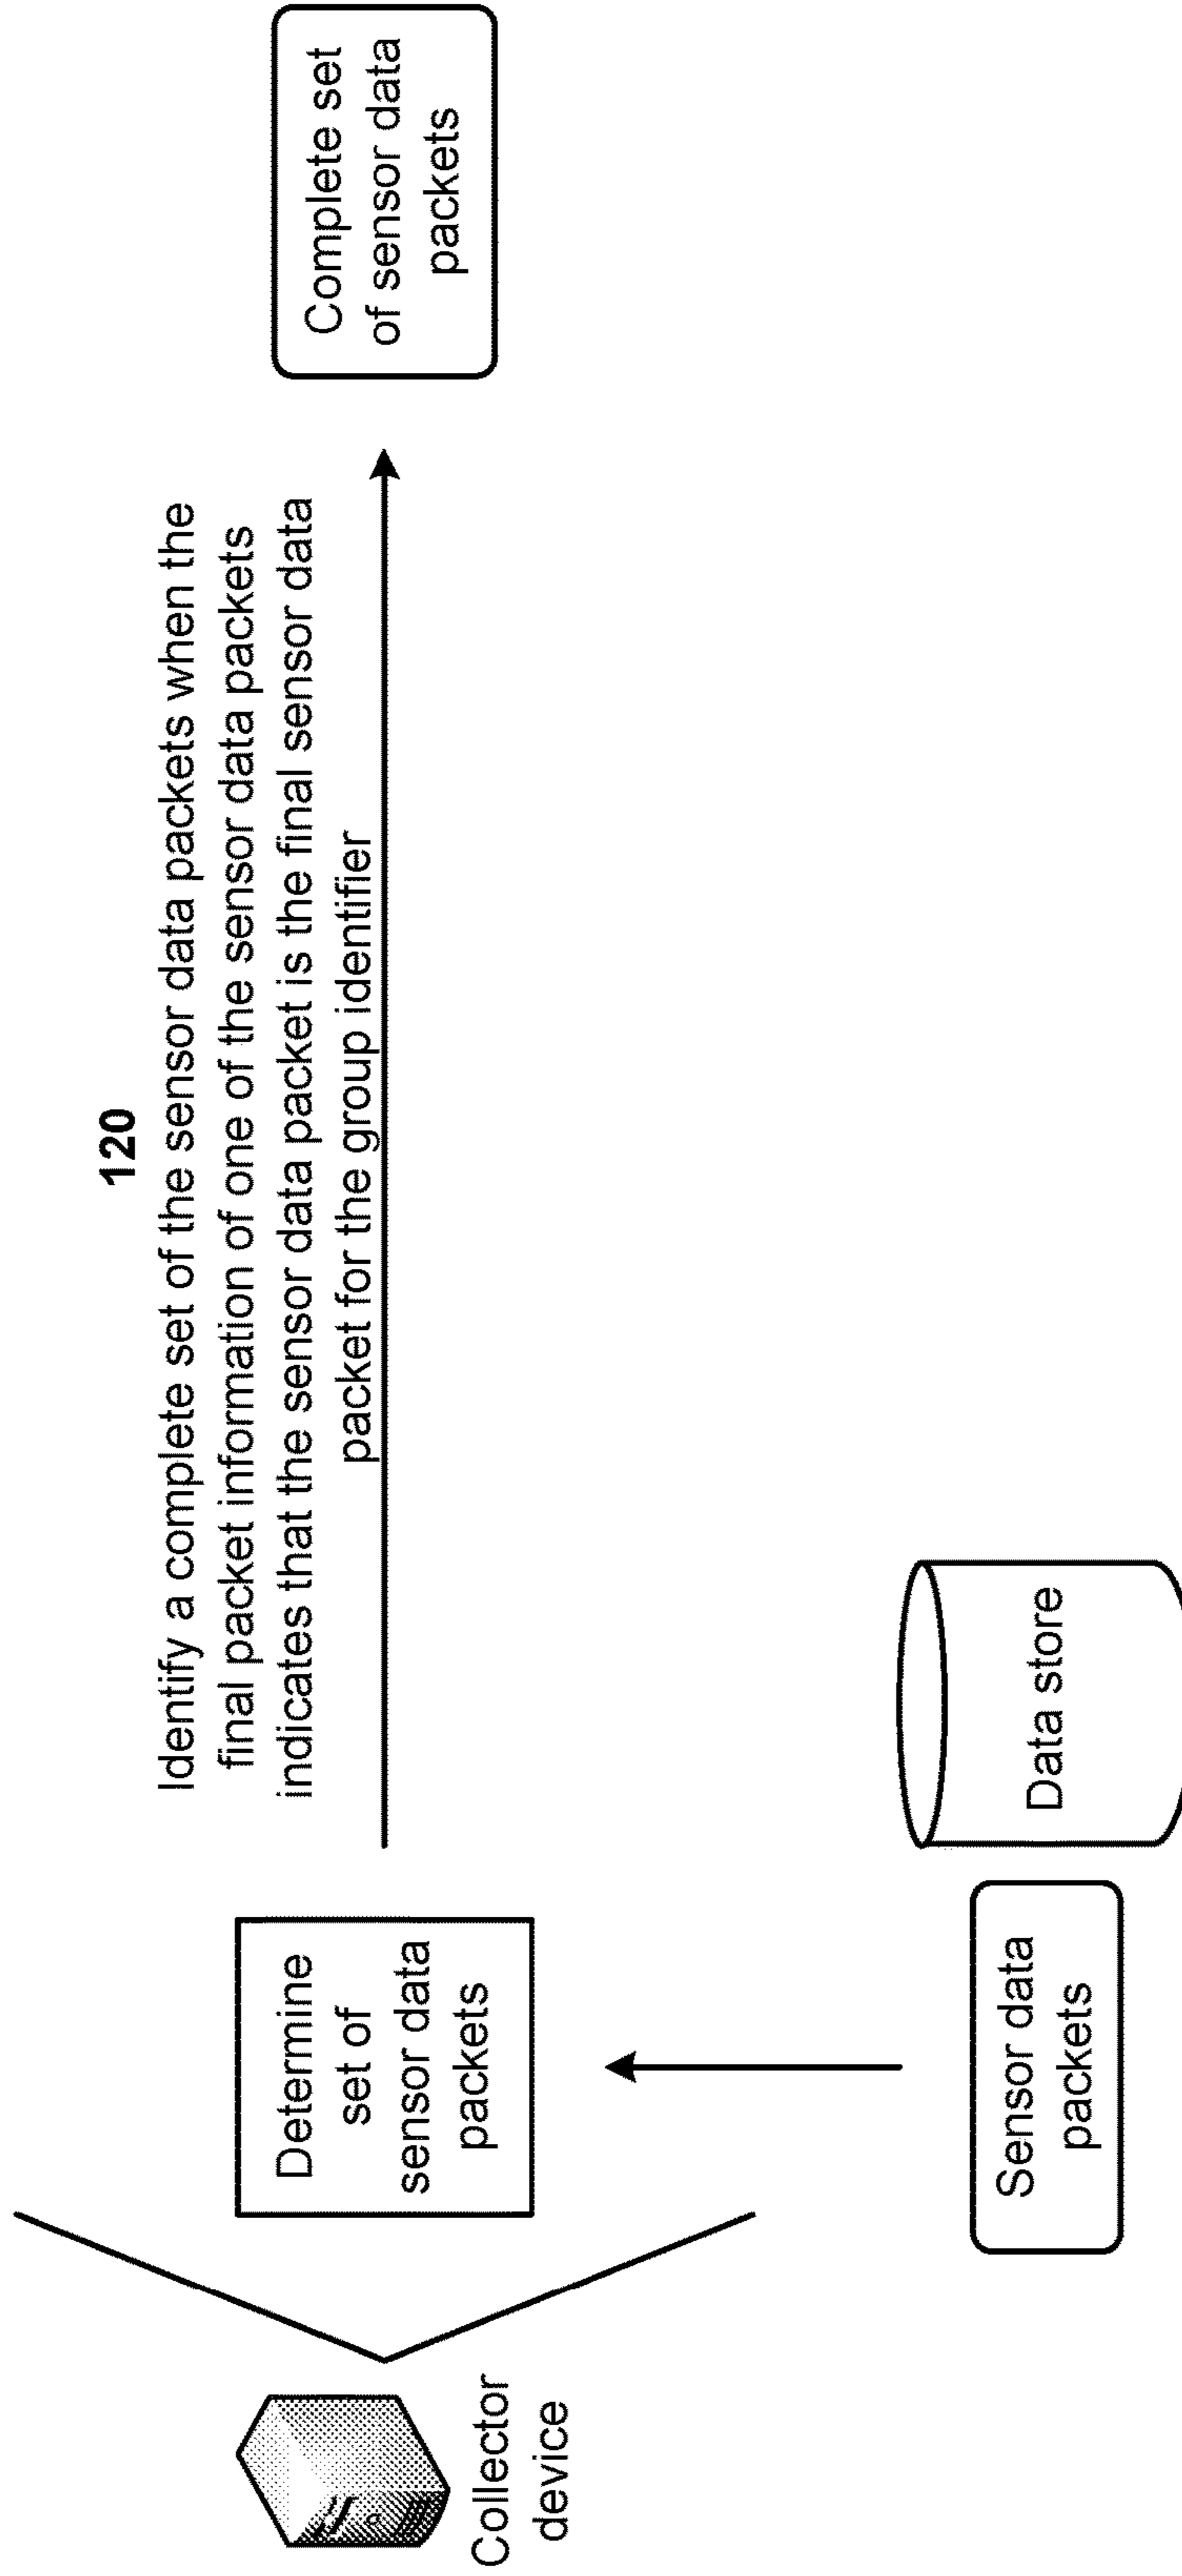 120
Identify a complete set of the sensor data packets when the
final packet information of one of the sensor data packets
indicates that the sensor data packet is the final sensor data
packet for the group identifier
Collector
device
Determine
set of
sensor data
packets
Complete set
of sensor data
packets
Sensor data
packets
Data store